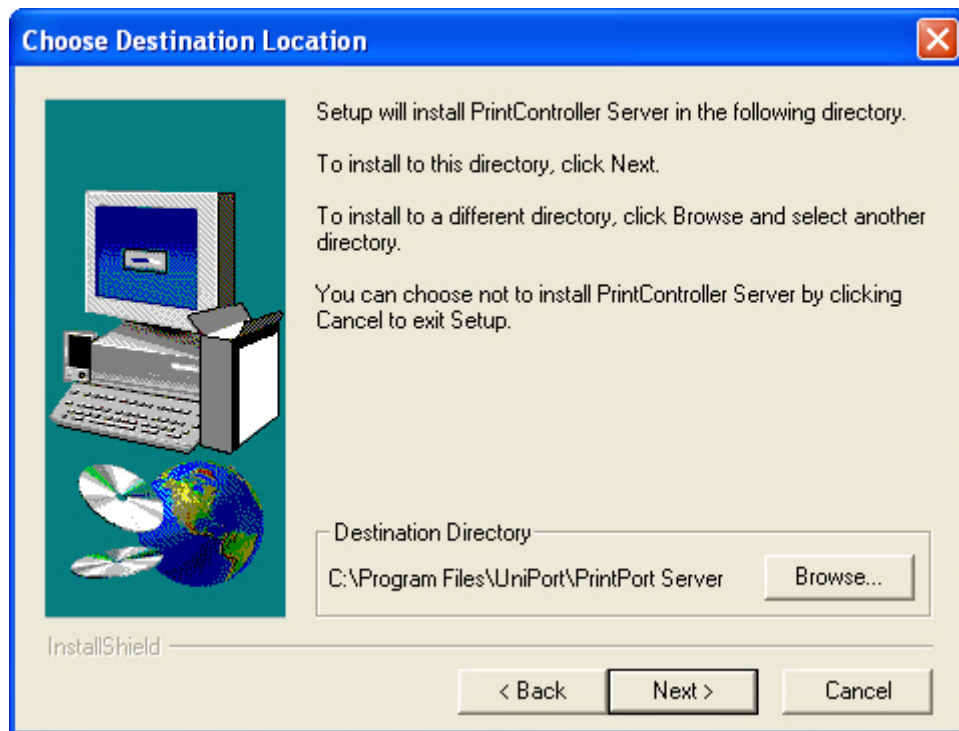 Choose Destination Location
Setup will install PrintController Server in the following directory.
To install to this directory, click Next.
To install to a different directory, click Browse and select another
directory.
You can choose not to install PrintController Server by clicking
Cancel to exit Setup.
Destination Directory
C:\Program Files\UniPort\PrintPort Server
Browse...
InstallShield
< Back
Next >
Cancel